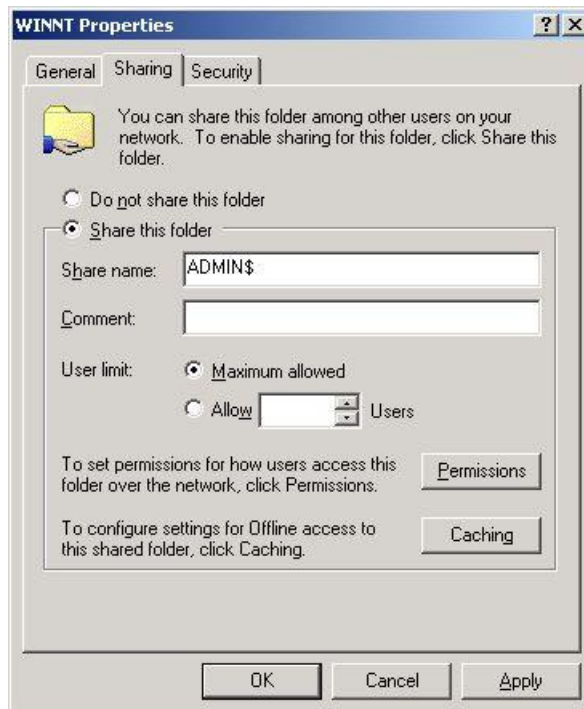 WINNT Properties
General Sharing Security
You can share this folder among other users on your
network. To enable sharing for this folder, click Share this
folder.
Do not share this folder
Share this folder
Share name: ADMIN$
Comment:
User limit: Maximum allowed
Allow Users
To set permissions for how users access this
folder over the network, click Permissions.
Permissions
To configure settings for Offline access to
this shared folder, click Caching.
Caching
OK Cancel Apply